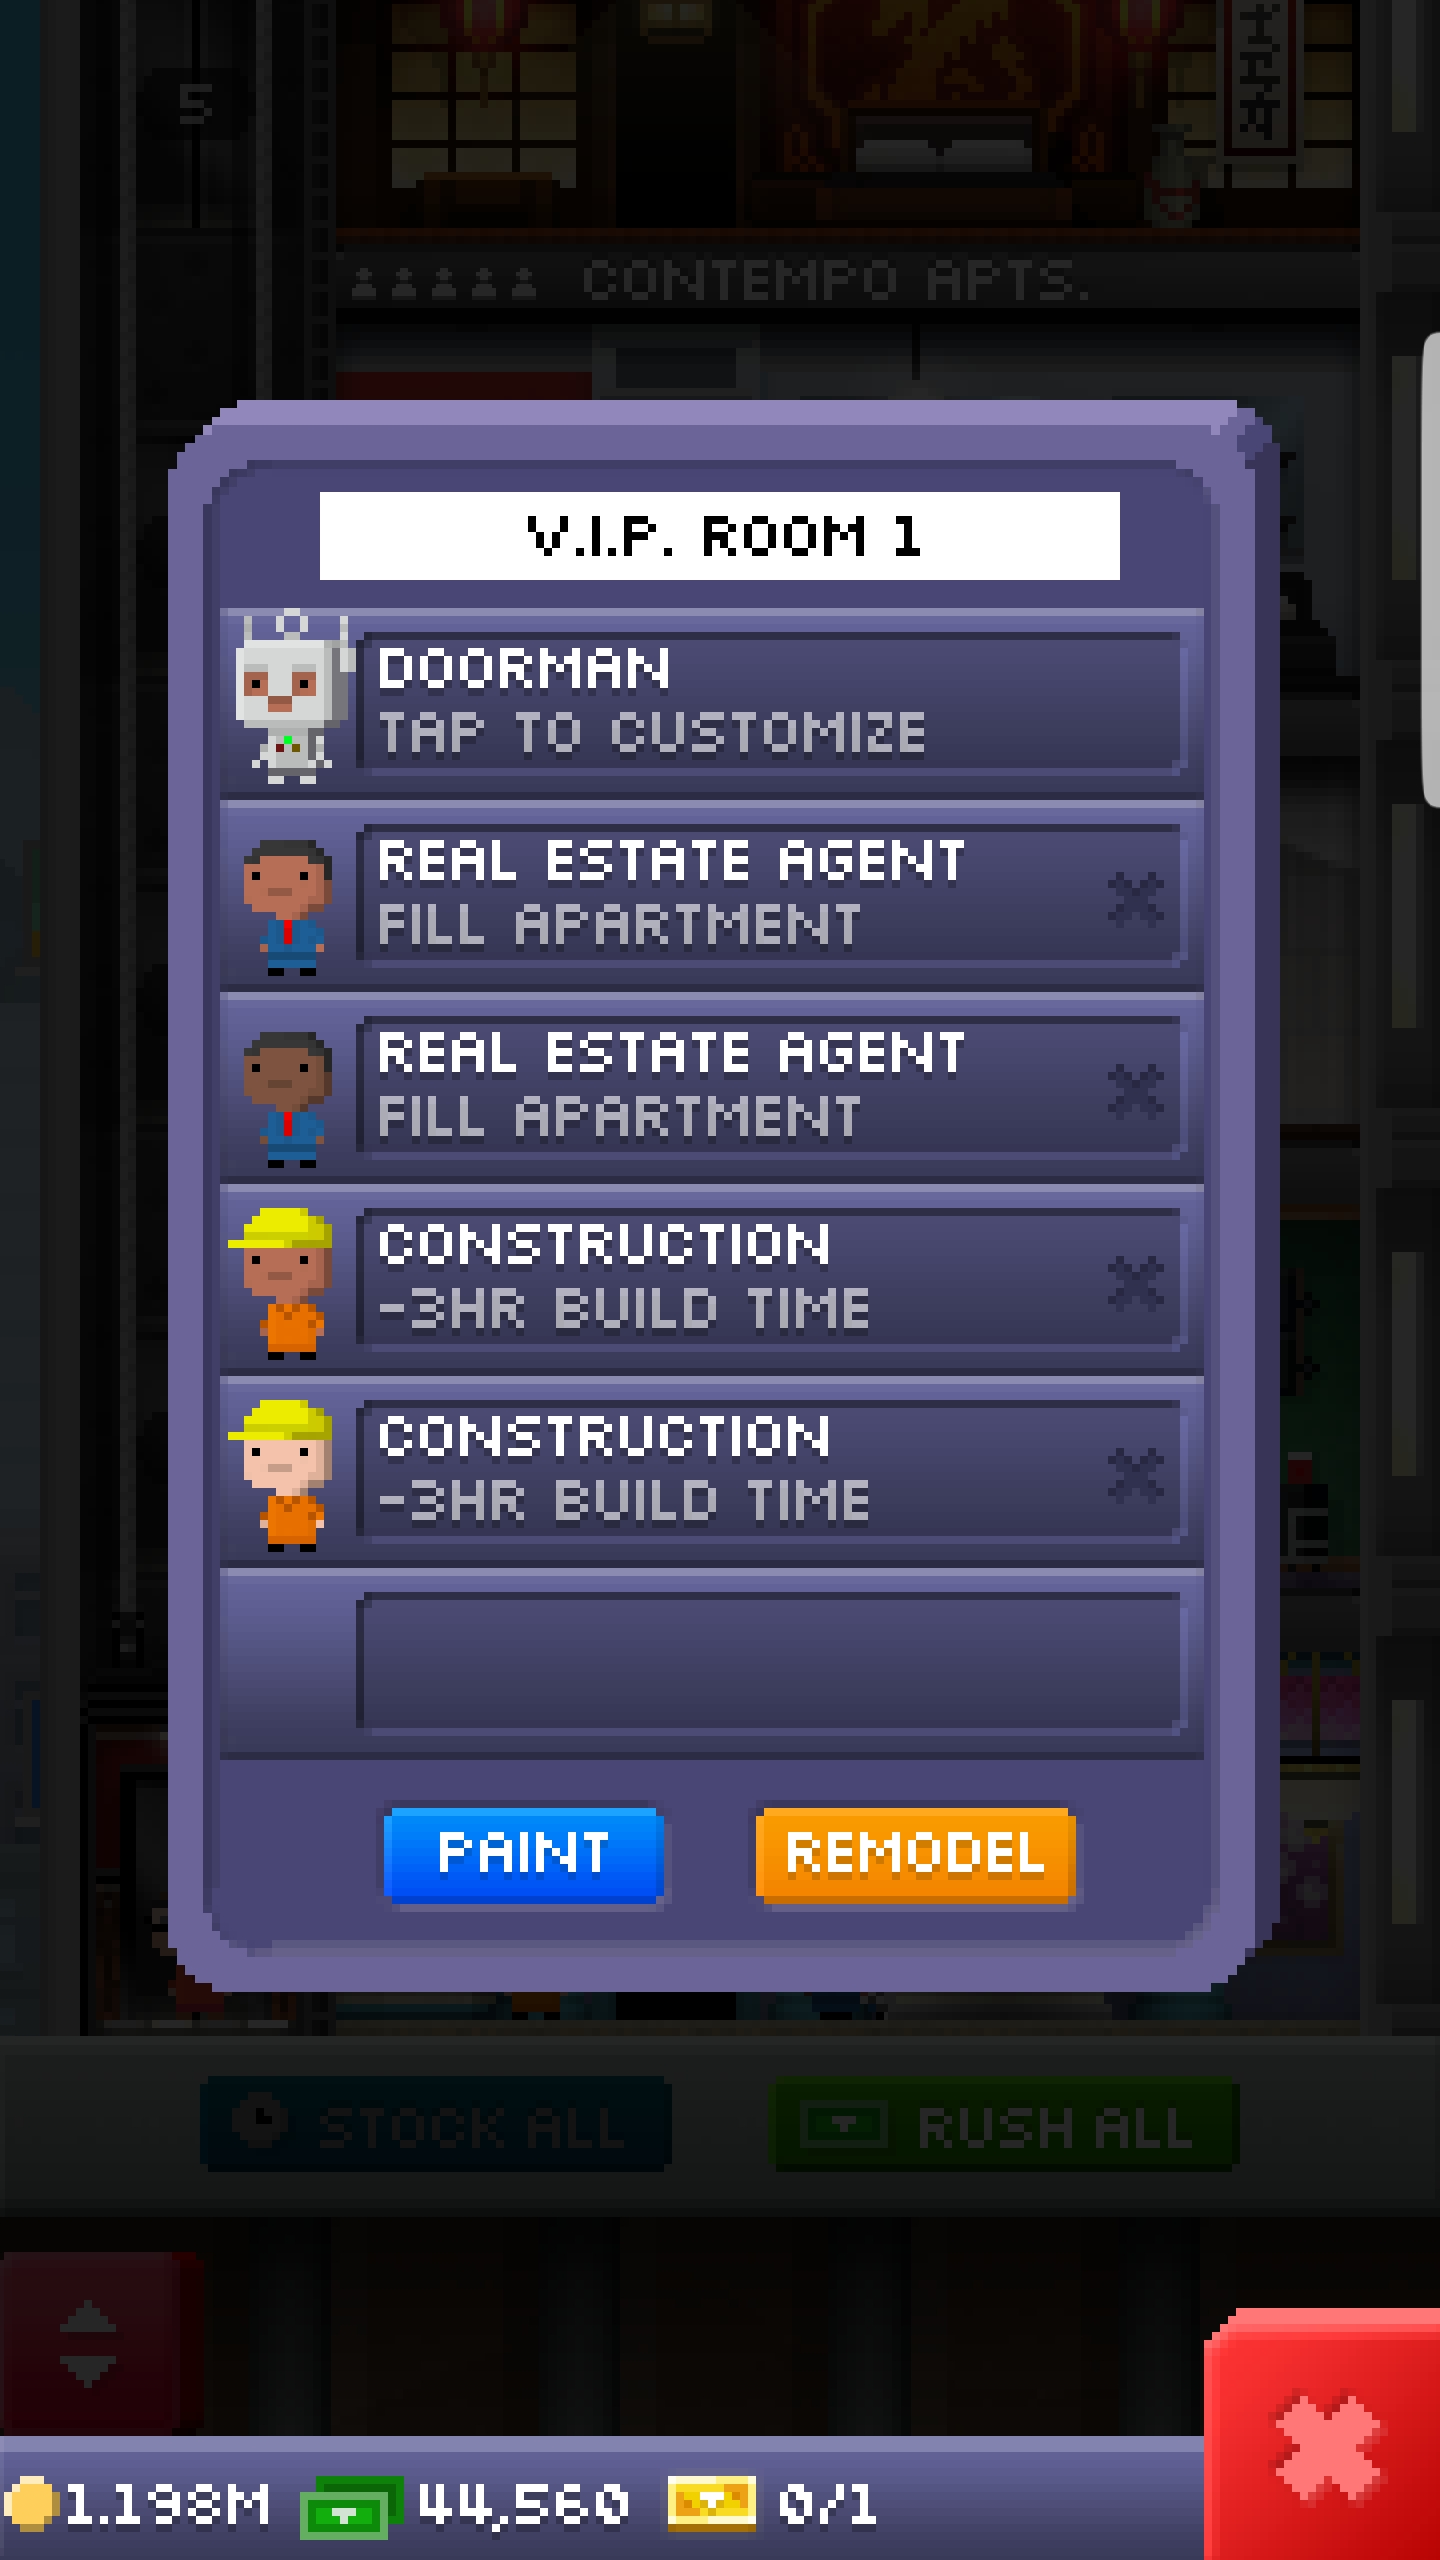 5
CONTEMPO APTS.
V.I.P. ROOM 1
DOORMAN
TAP TO CUSTOMIZE
REAL ESTATE AGENT
FILL APARTMENT
REAL ESTATE AGENT
FILL APARTMENT
CONSTRUCTION
-3HR BUILD TIME
CONSTRUCTION
-3HR BUILD TIME
PAINT REMODEL
STOCK ALL RUSH ALL
1.198M 44,560 0/1